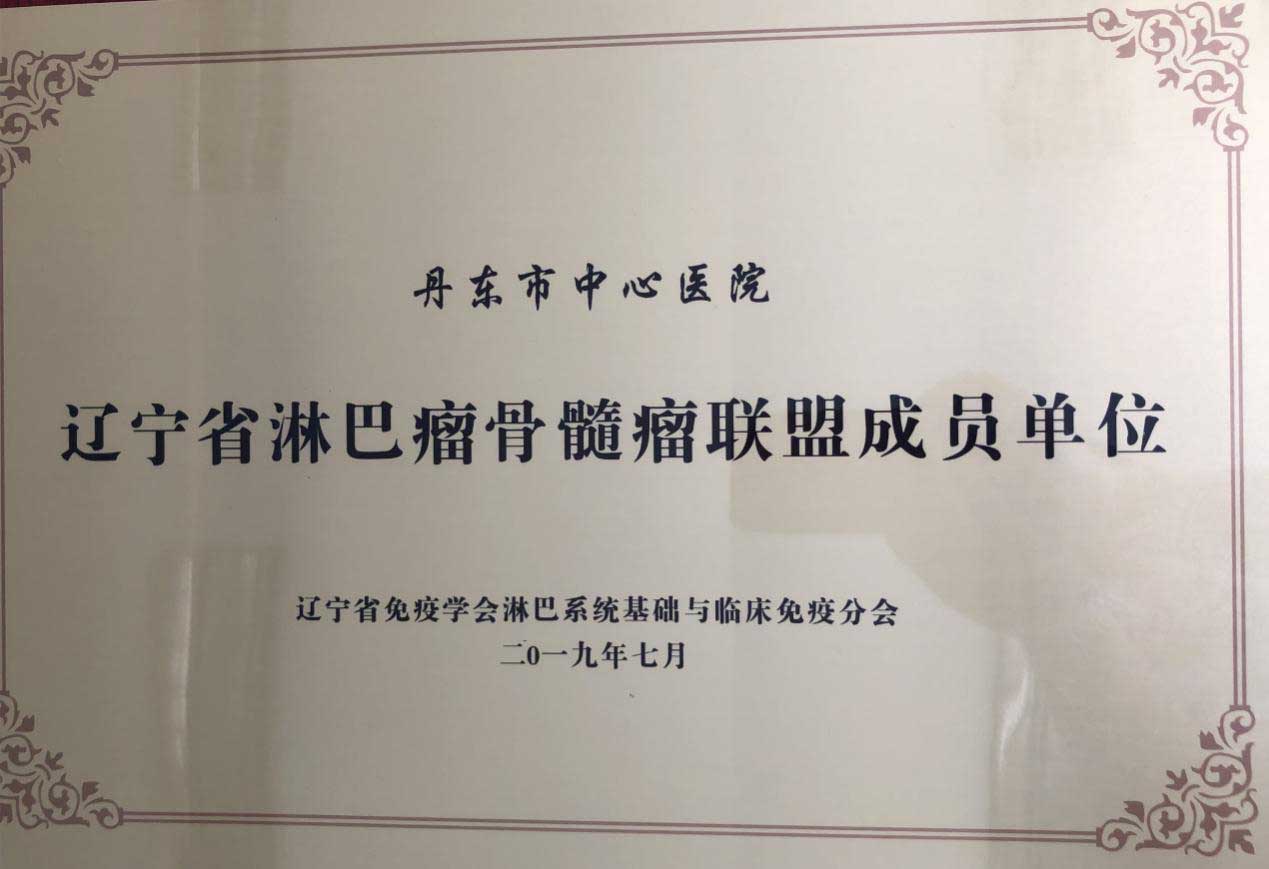 丹东市中心医院
辽宁省淋巴瘤骨髓瘤联盟成员单位
辽宁省免疫学会淋巴系统基础与临床免疫分会
二0一九年七月